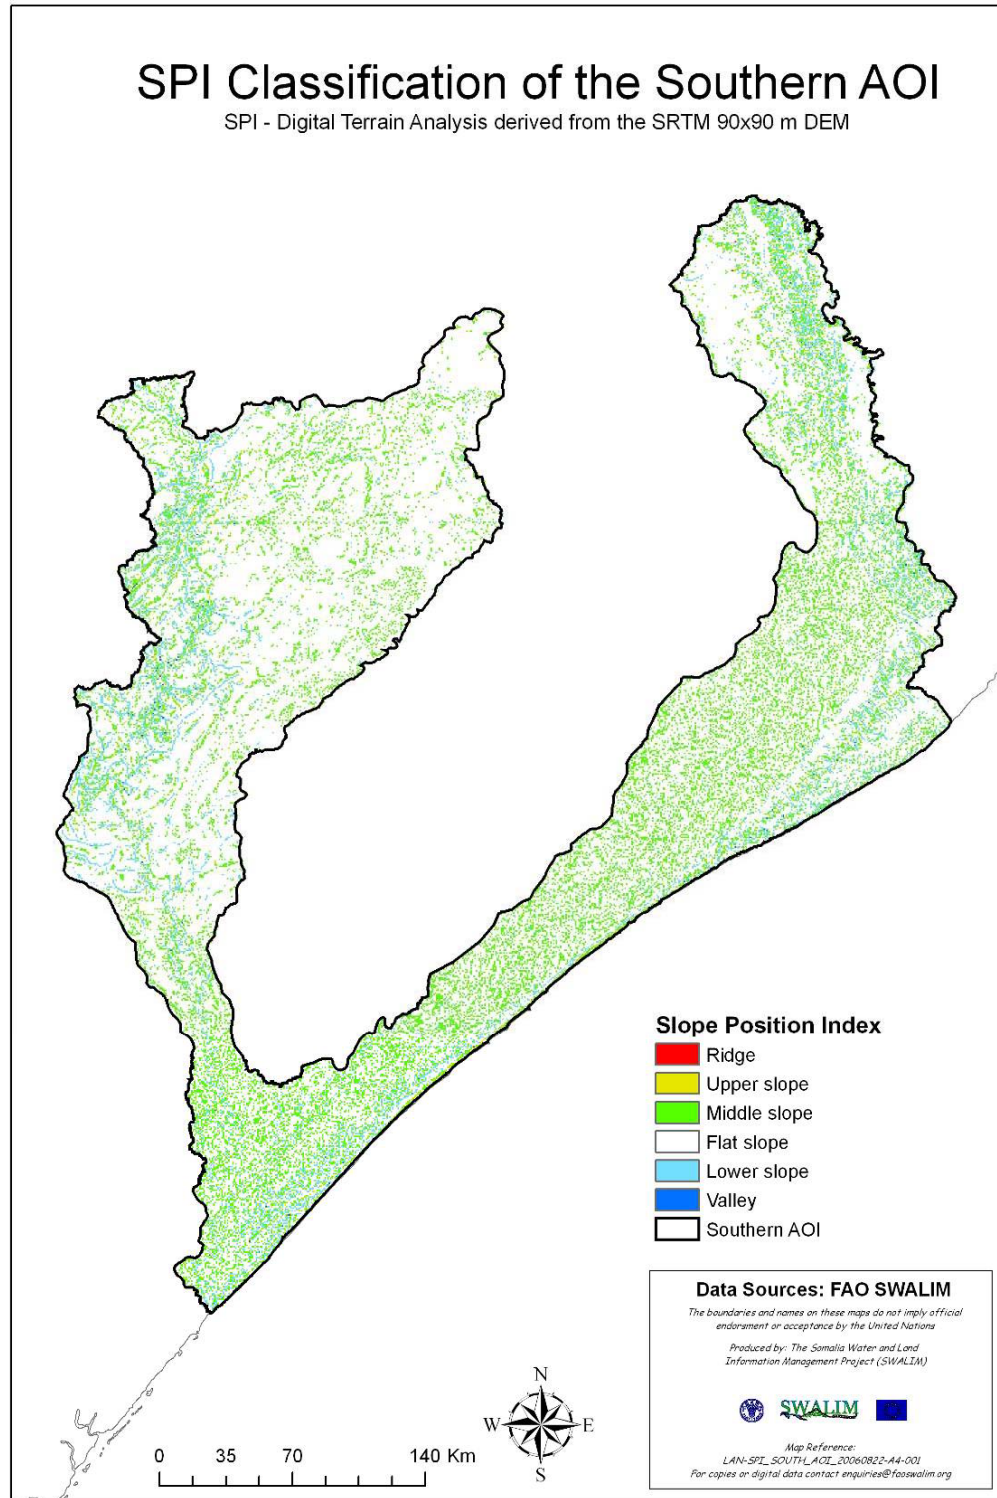 SPI Classification of the Southern AOI
SPI - Digital Terrain Analysis derived from the SRTM 90x90 m DEM
Slope Position Index
Ridge
Upper slope
Middle slope
Flat slope
Lower slope
Valley
Southern AOI
Data Sources: FAO SWALIM
The boundaries and names on these maps do not imply official
endorsment or acceptance by the United Nations
Produced by: The Somalia Water and Land
Information Management Project (SWALIM)
SWALIM
Map Reference:
LAN-SPI_SOUTH_AOI_20060822-A4-001
For copies or digital data contact enquiries@faoswalim.org
N
W E
S
0 35 70 140 Km